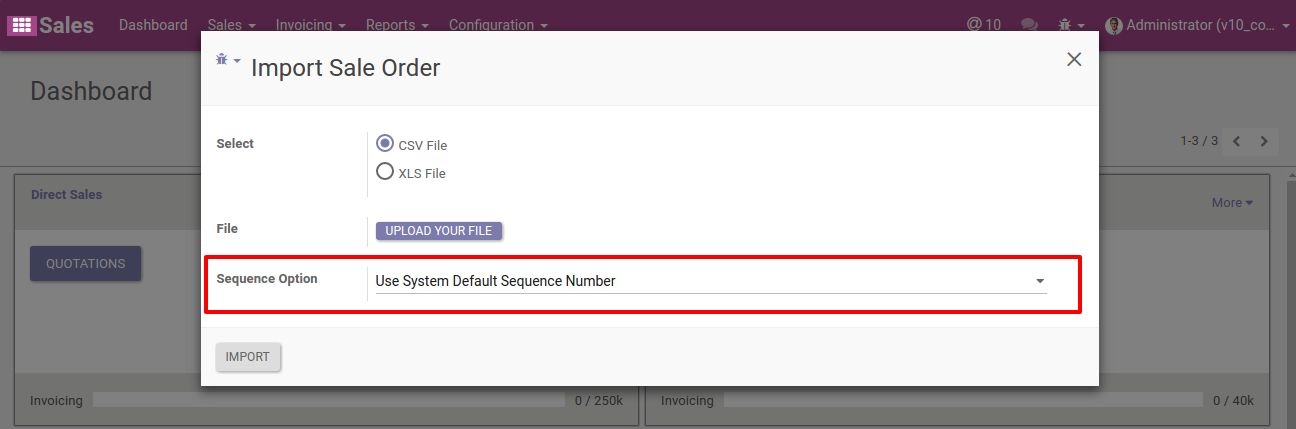 Sales Dashboard Sales Invoicing Reports Configuration @ 10 Administrator (v10_co...
Import Sale Order
Dashboard
1-3 / 3
Select
CSV File
XLS File
Direct Sales
More
File
UPLOAD YOUR FILE
QUOTATIONS
Sequence Option
Use System Default Sequence Number
IMPORT
Invoicing 0 / 250k
Invoicing 0 / 40k